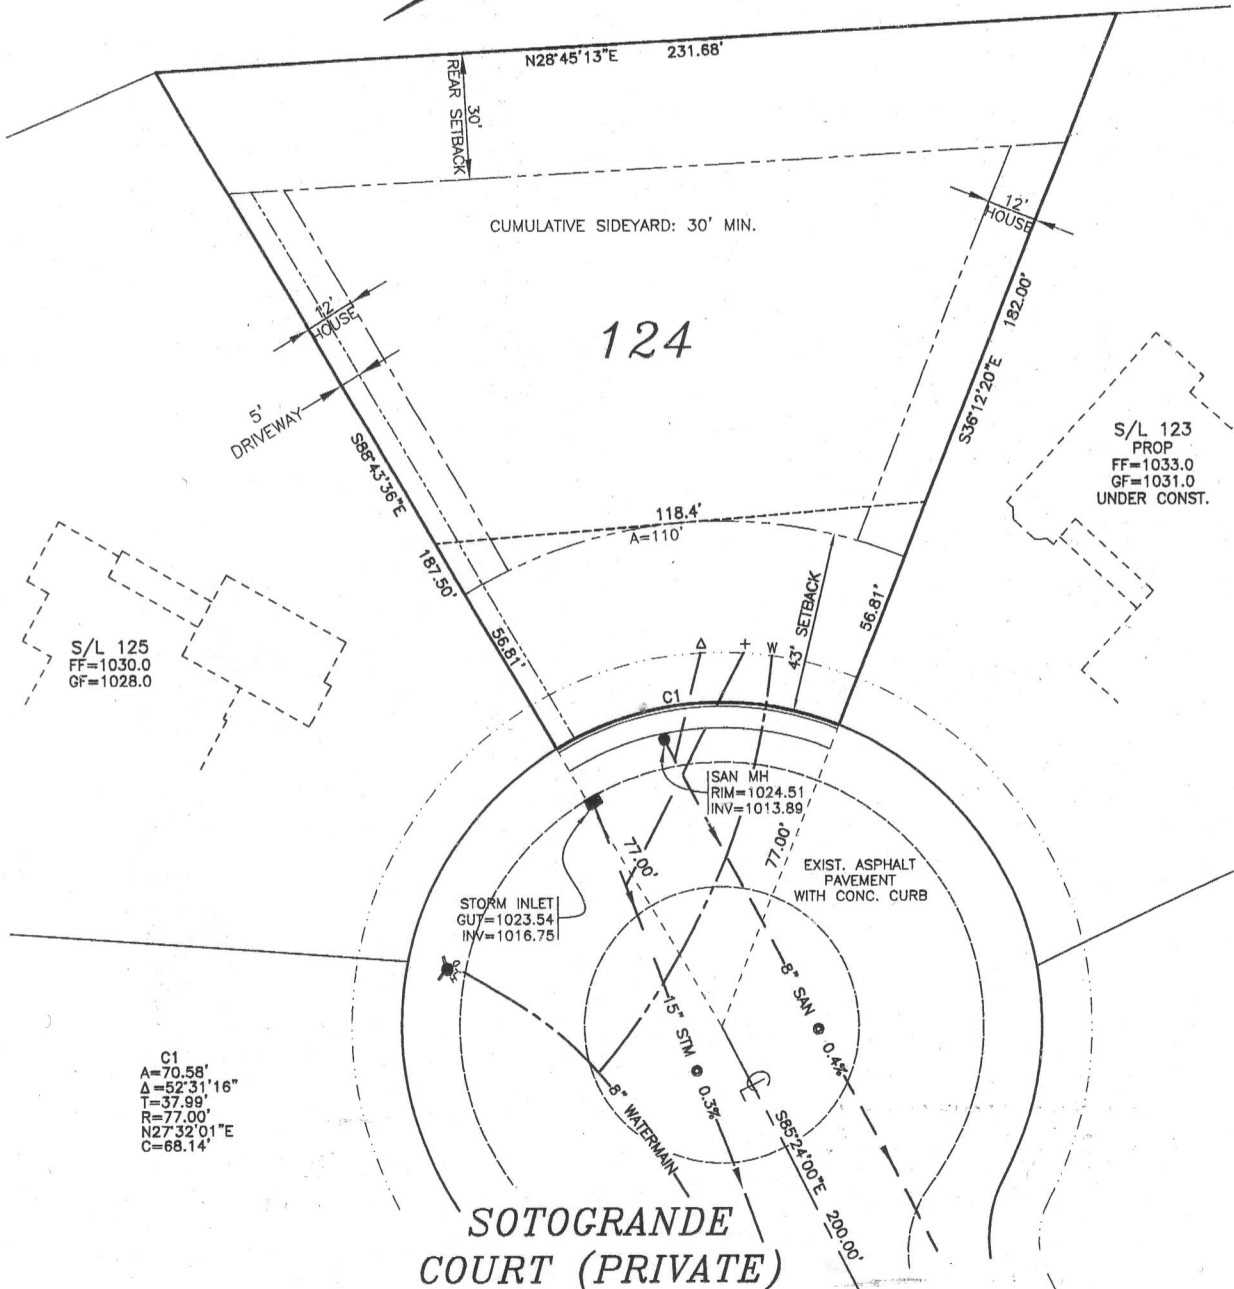 N28°45'13"E 231.68'
30'
REAR SETBACK
CUMULATIVE SIDEYARD: 30' MIN.
12'
HOUSE
12'
HOUSE
124
182.00'
S36°12'20"E
5'
DRIVEWAY
S88°43'36"E
187.50'
S/L 123
PROP
FF=1033.0
GF=1031.0
UNDER CONST.
118.4'
A=110'
S/L 125
FF=1030.0
GF=1028.0
56.81'
43' SETBACK
56.81'
Δ + W
C1
SAN MH
RIM=1024.51
INV=1013.89
77.00'
77.00'
EXIST. ASPHALT
PAVEMENT
WITH CONC. CURB
STORM INLET
GUT=1023.54
INV=1016.75
15" STM @ 0.3%
8" SAN @ 0.4%
8" WATERMAIN
CL
S85°24'00"E 200.00'
C1
A=70.58'
Δ=52°31'16"
T=37.99'
R=77.00'
N27°32'01"E
C=68.14'
SOTOGRANDE
COURT (PRIVATE)